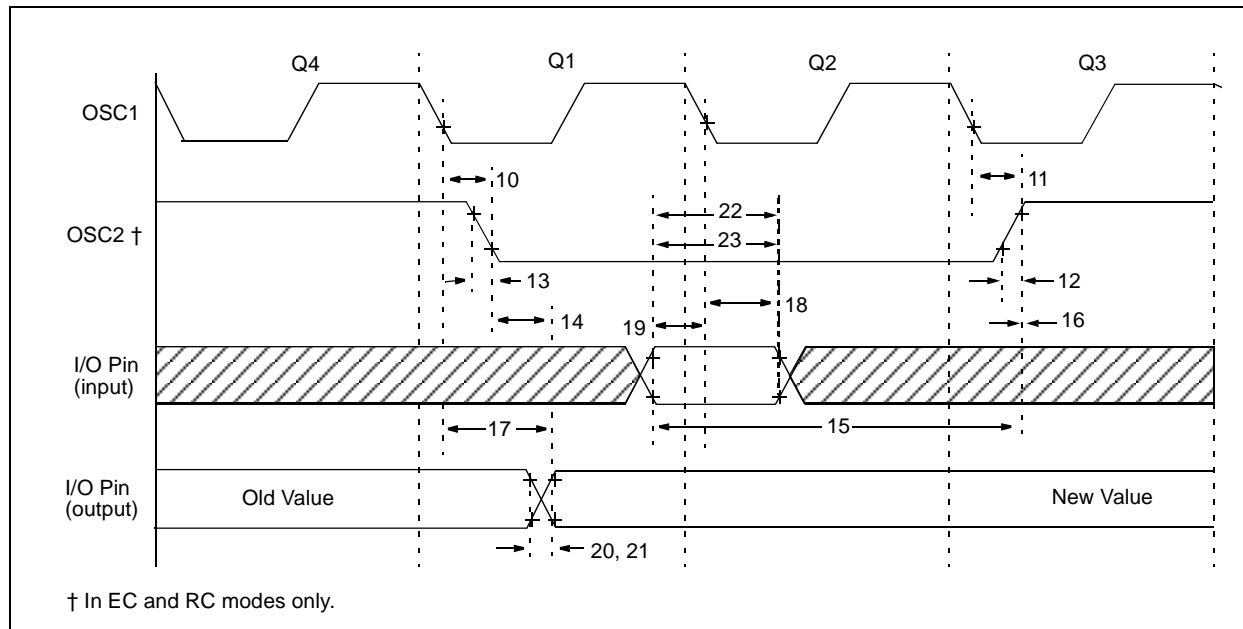 Q4 Q1 Q2 Q3
OSC1
10 11
22
OSC2 †
23
13 12
18
14 19 16
I/O Pin
(input)
17 15
I/O Pin
(output)
Old Value New Value
20, 21
† In EC and RC modes only.